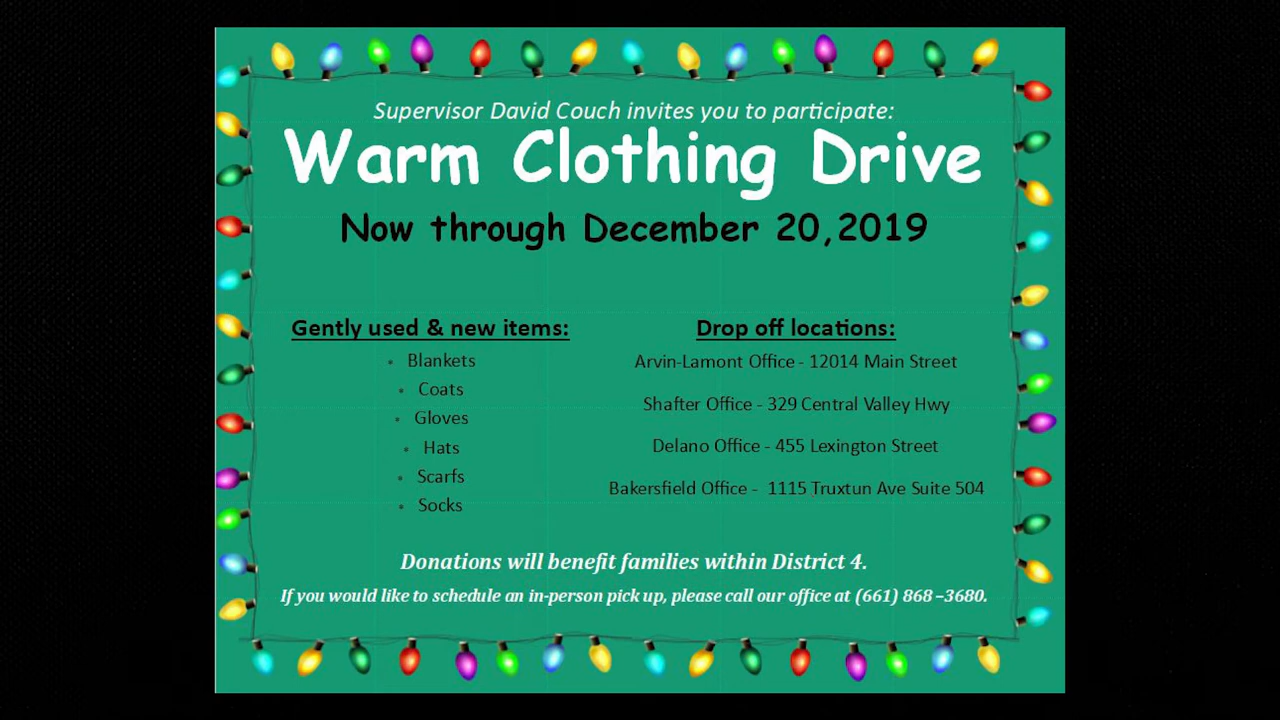 Supervisor David Couch invites you to participate:
Warm Clothing Drive
Now through December 20,2019
Gently used & new items:
• Blankets
• Coats
• Gloves
• Hats
• Scarfs
• Socks
Drop off locations:
Arvin-Lamont Office - 12014 Main Street
Shafter Office - 329 Central Valley Hwy
Delano Office - 455 Lexington Street
Bakersfield Office - 1115 Truxtun Ave Suite 504
Donations will benefit families within District 4.
If you would like to schedule an in-person pick up, please call our office at (661) 868 –3680.